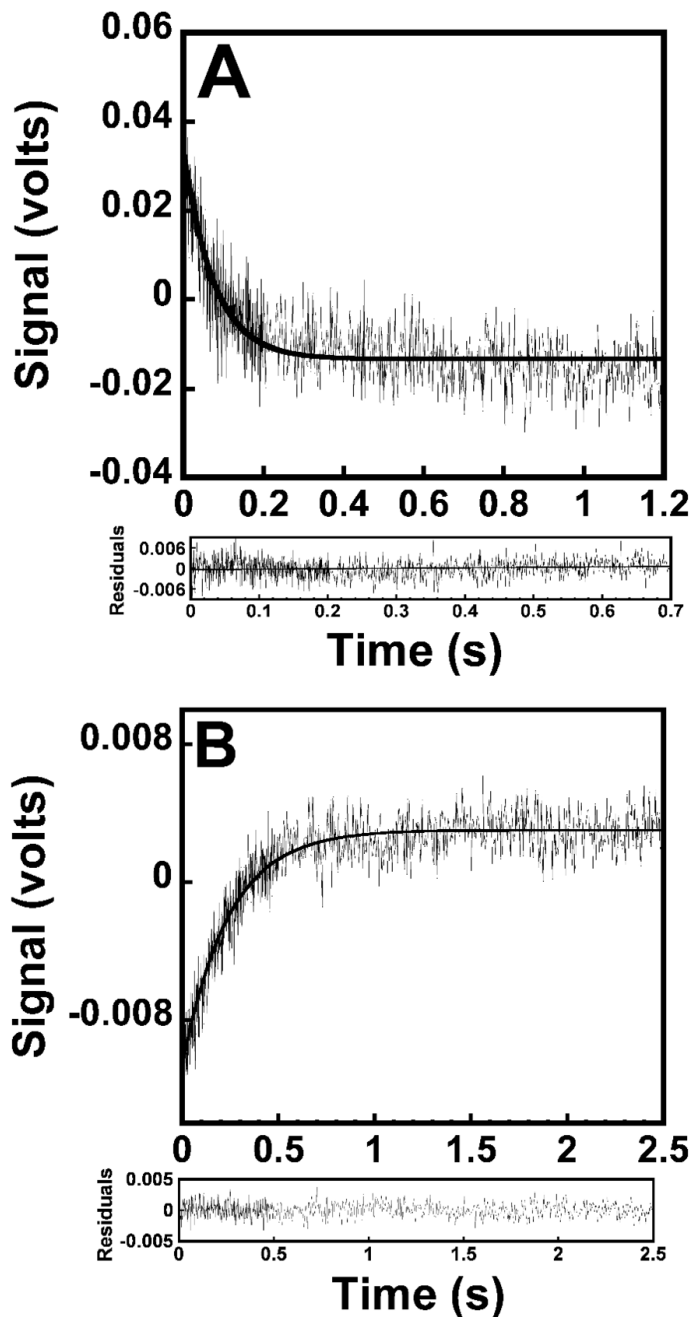 A
Signal (volts)
0.06
0.04
0.02
0
-0.02
-0.04
0 0.2 0.4 0.6 0.8 1 1.2
Residuals
0.006
0
-0.006
0 0.1 0.2 0.3 0.4 0.5 0.6 0.7
Time (s)
B
Signal (volts)
0.008
0
-0.008
0 0.5 1 1.5 2 2.5
Residuals
0.005
0
-0.005
0 0.5 1 1.5 2 2.5
Time (s)